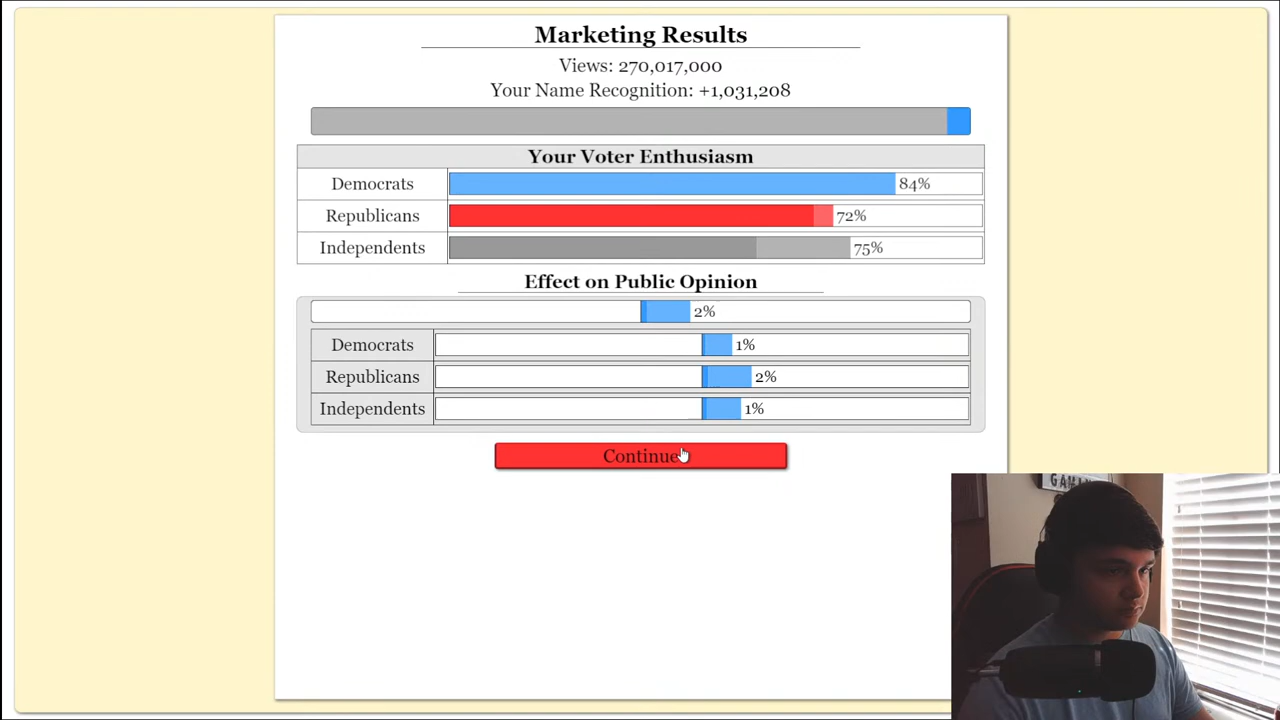 Marketing Results
Views: 270,017,000
Your Name Recognition: +1,031,208
Your Voter Enthusiasm
Democrats 84%
Republicans 72%
Independents 75%
Effect on Public Opinion
2%
Democrats 1%
Republicans 2%
Independents 1%
Continue